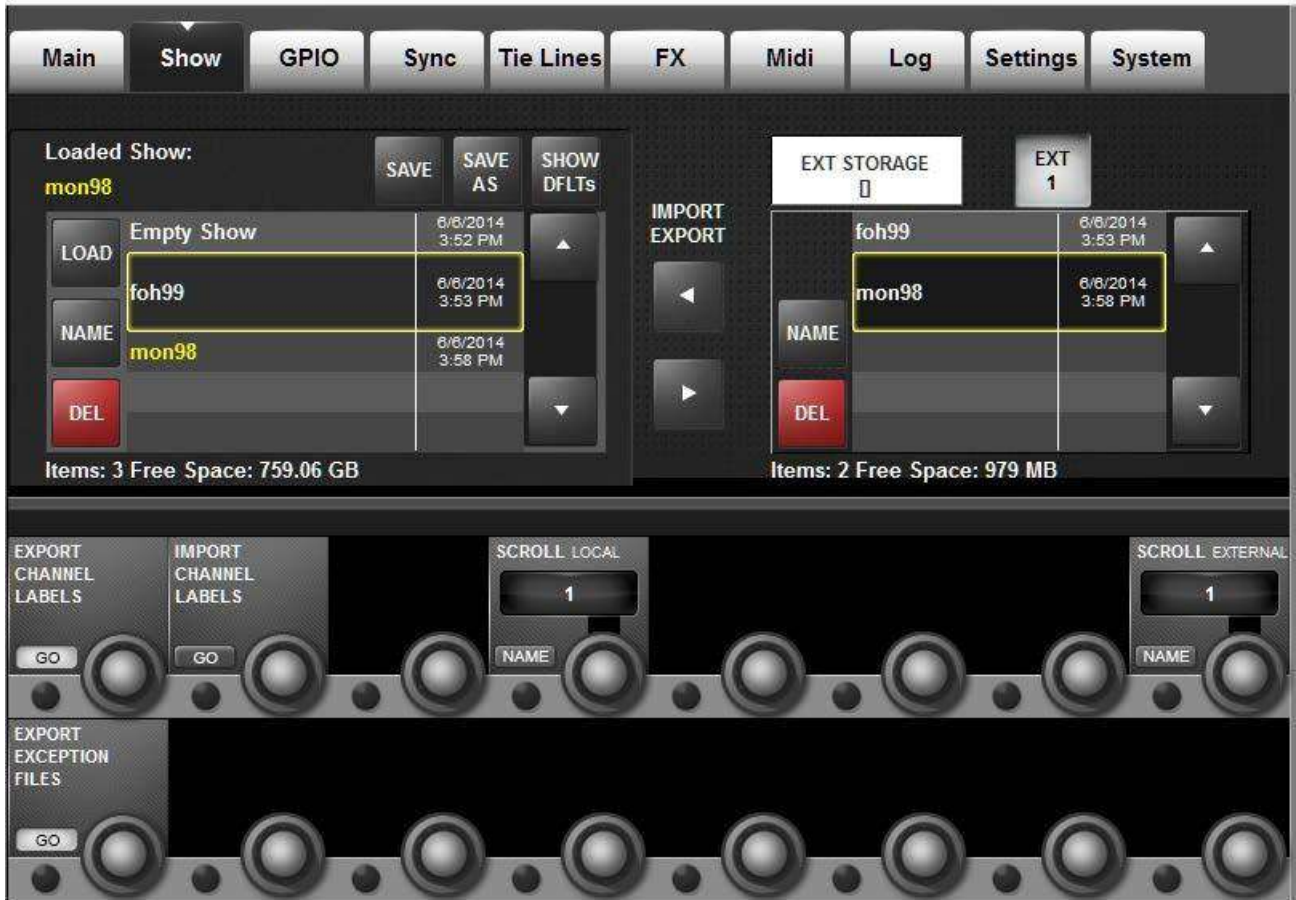 Main Show GPIO Sync Tie Lines FX Midi Log Settings System
Loaded Show:
mon98
SAVE
SAVE
AS
SHOW
DFLTs
LOAD
NAME
DEL
Empty Show 6/6/2014
3:52 PM
foh99 6/6/2014
3:53 PM
mon98 6/6/2014
3:58 PM
Items: 3 Free Space: 759.06 GB
IMPORT
EXPORT
EXT STORAGE
[]
EXT
1
NAME
DEL
foh99 6/6/2014
3:53 PM
mon98 6/6/2014
3:58 PM
Items: 2 Free Space: 979 MB
EXPORT
CHANNEL
LABELS
GO
IMPORT
CHANNEL
LABELS
GO
SCROLL LOCAL
1
NAME
SCROLL EXTERNAL
1
NAME
EXPORT
EXCEPTION
FILES
GO